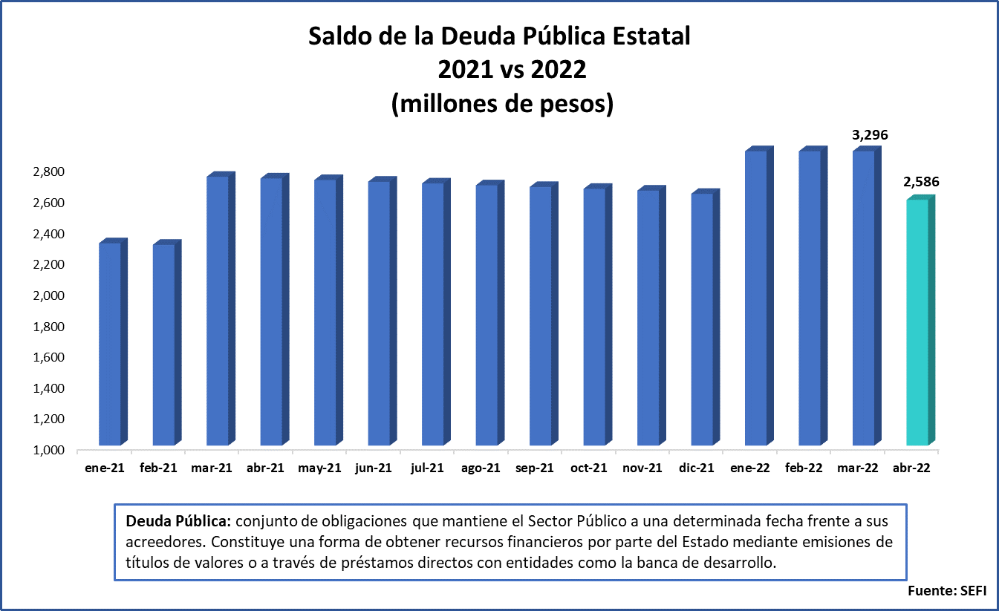 Saldo de la Deuda Pública Estatal
2021 vs 2022
(millones de pesos)
3,296
2,586
2,800
2,600
2,400
2,200
2,000
1,800
1,600
1,400
1,200
1,000
ene-21 feb-21 mar-21 abr-21 may-21 jun-21 jul-21 ago-21 sep-21 oct-21 nov-21 dic-21 ene-22 feb-22 mar-22 abr-22
Deuda Pública: conjunto de obligaciones que mantiene el Sector Público a una determinada fecha frente a sus
acreedores. Constituye una forma de obtener recursos financieros por parte del Estado mediante emisiones de
títulos de valores o a través de préstamos directos con entidades como la banca de desarrollo.
Fuente: SEFI